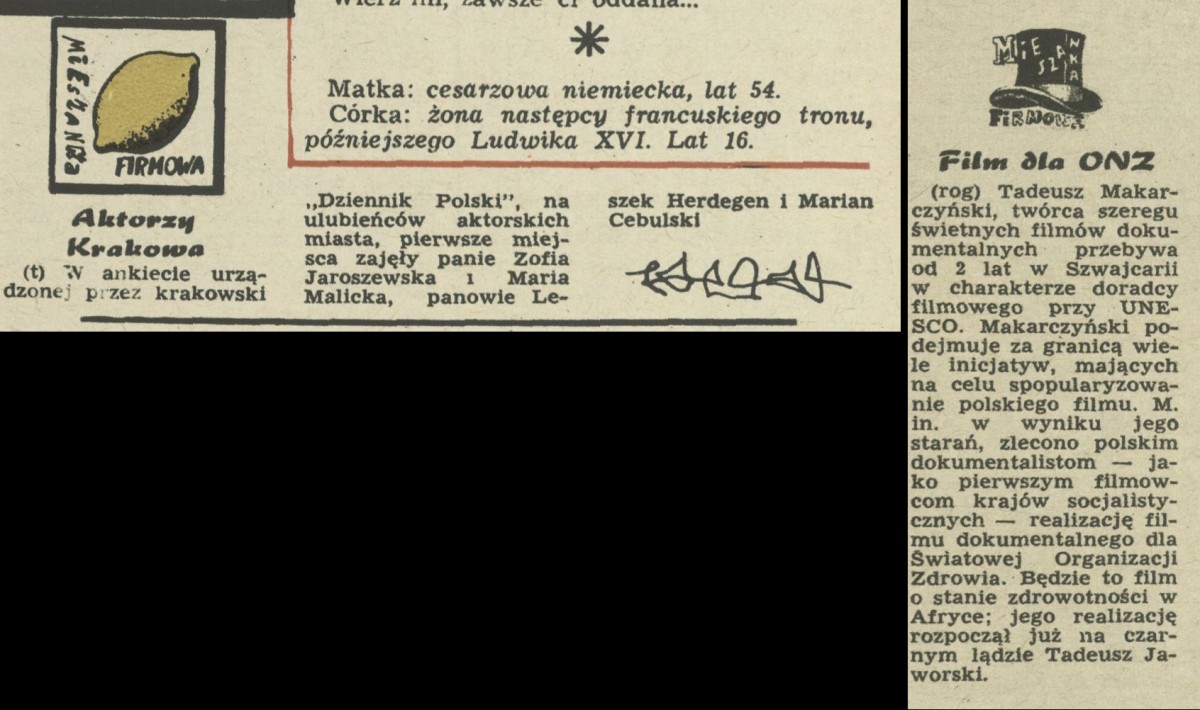 Wierz mi, zawsze ci oddana...
Matka: cesarzowa niemiecka, lat 54.
Córka: żona następcy francuskiego tronu,
późniejszego Ludwika XVI. Lat 16.
MiESZANKA
FIRMOWA
Aktorzy
Krakowa
(t) W ankiecie urzą-
dzonej przez krakowski
„Dziennik Polski", na
ulubieńców aktorskich
miasta, pierwsze miej-
sca zajęły panie Zofia
Jaroszewska i Maria
Malicka, panowie Le-
szek Herdegen i Marian
Cebulski
MiESZANKA
FiRMOWA
Film dla ONZ
(rog) Tadeusz Makar-
czyński, twórca szeregu
świetnych filmów doku-
mentalnych przebywa
od 2 lat w Szwajcarii
w charakterze doradcy
filmowego przy UNE-
SCO. Makarczyński po-
dejmuje za granicą wie-
le inicjatyw, mających
na celu spopularyzowa-
nie polskiego filmu. M.
in. w wyniku jego
starań, zlecono polskim
dokumentalistom — ja-
ko pierwszym filmow-
com krajów socjalisty-
cznych — realizację fil-
mu dokumentalnego dla
Światowej Organizacji
Zdrowia. Będzie to film
o stanie zdrowotności w
Afryce; jego realizację
rozpoczął już na czar-
nym lądzie Tadeusz Ja-
worski.